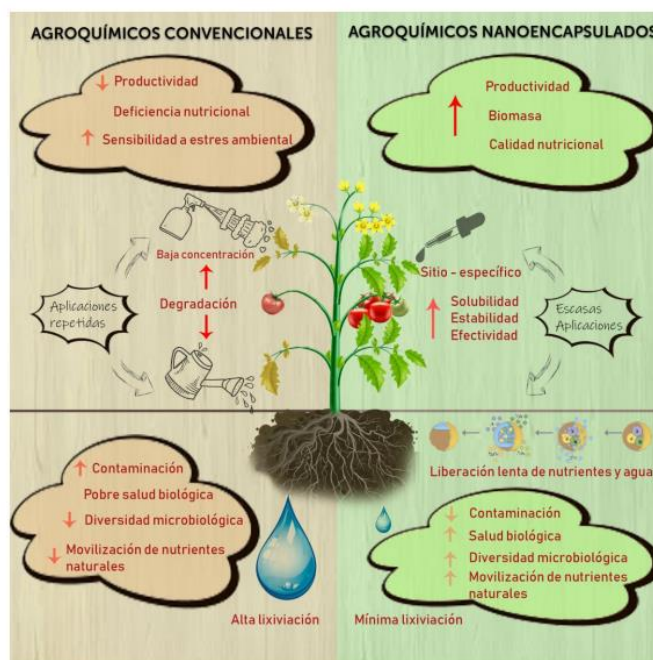 AGROQUÍMICOS CONVENCIONALES
↓ Productividad
Deficiencia nutricional
↑ Sensibilidad a estres ambiental
Baja concentración
Degradación
Aplicaciones
repetidas
↑ Contaminación
Pobre salud biológica
↓ Diversidad microbiológica
↓ Movilización de nutrientes
naturales
Alta lixiviación
AGROQUÍMICOS NANOENCAPSULADOS
Productividad
Biomasa
Calidad nutricional
Sitio - específico
Solubilidad
Estabilidad
Efectividad
Escasas
Aplicaciones
Liberación lenta de nutrientes y agua
↓ Contaminación
↑ Salud biológica
↑ Diversidad microbiológica
↑ Movilización de nutrientes
naturales
Mínima lixiviación